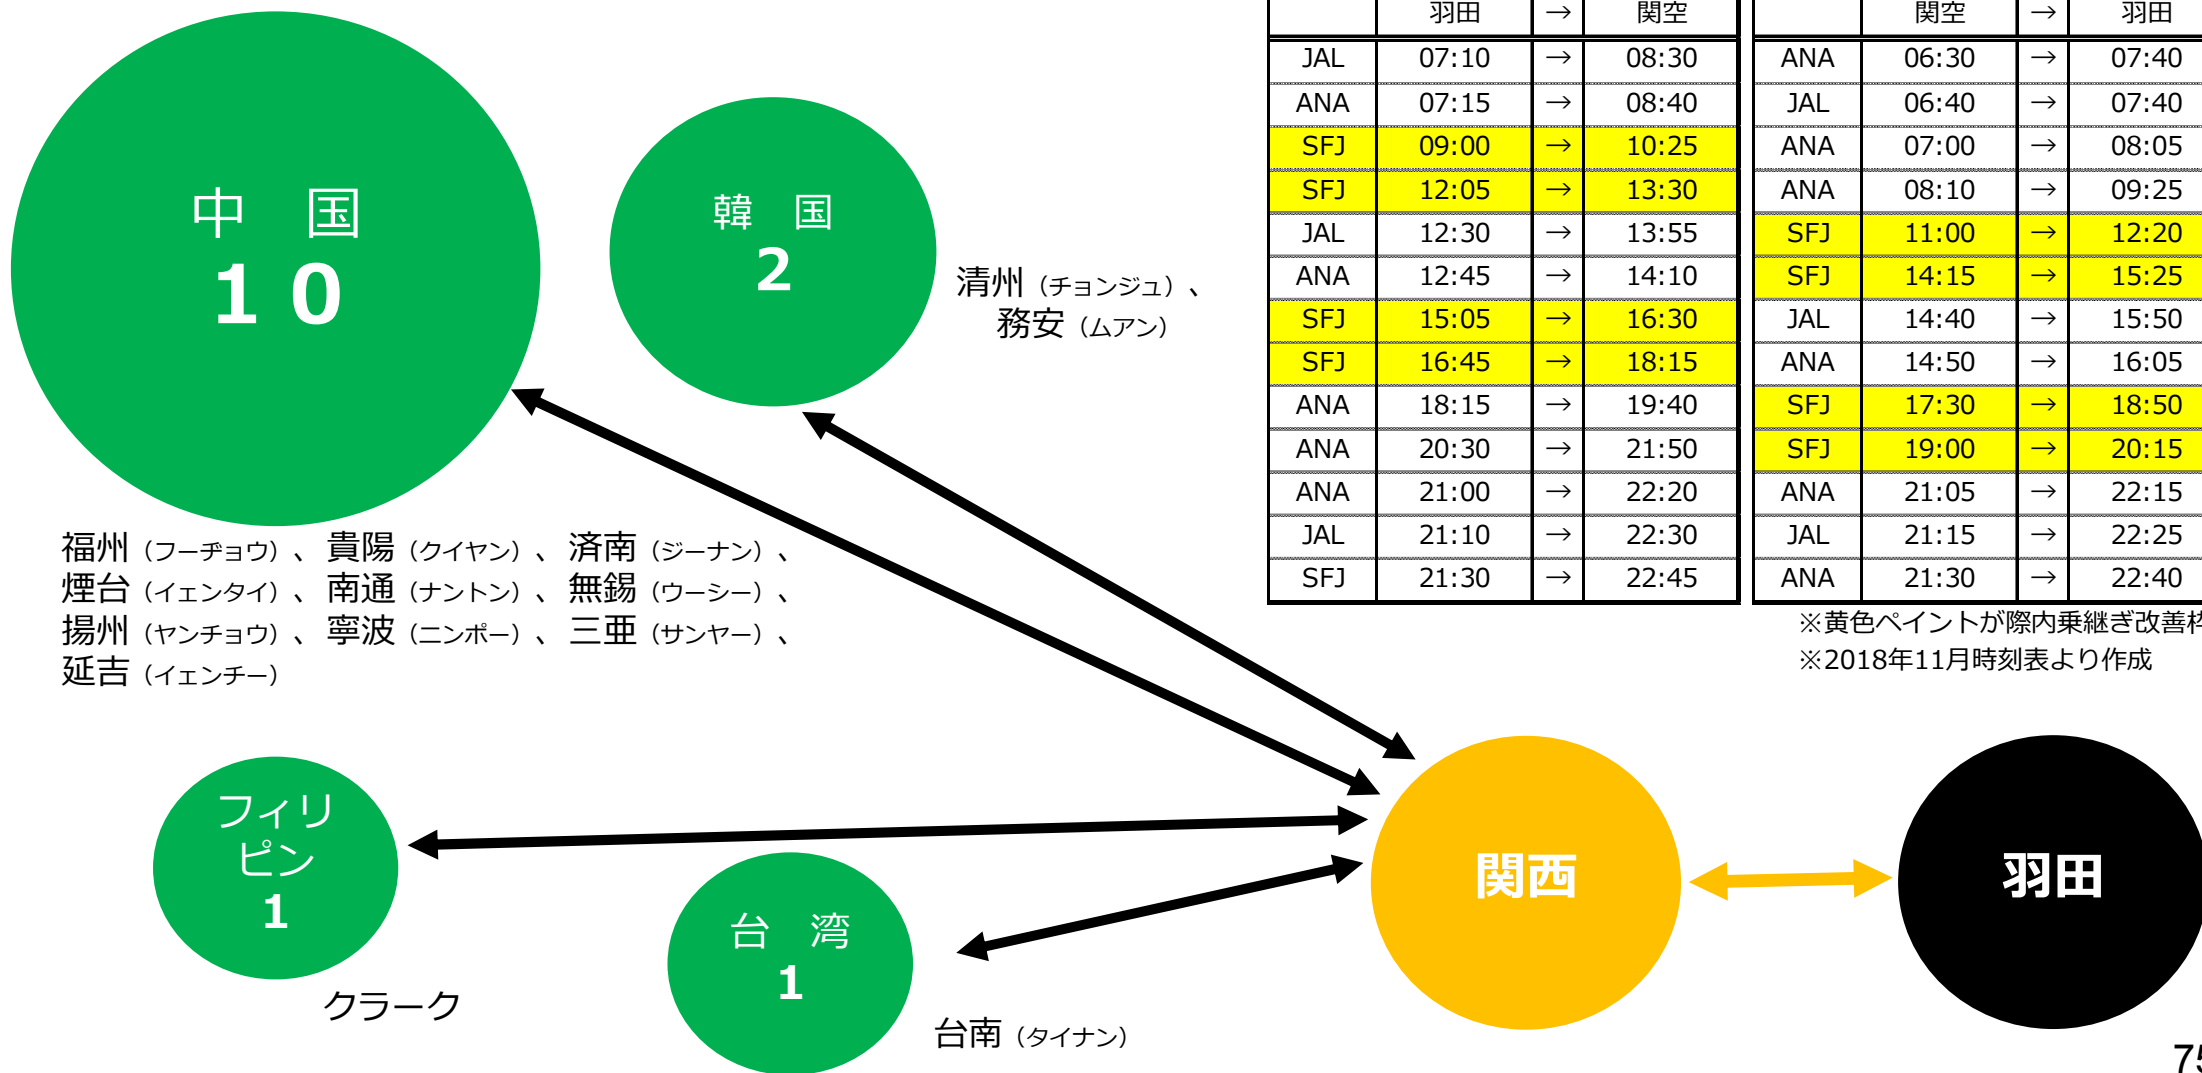 中　国
１０
韓　国
2
清州（チョンジュ）、
務安（ムアン）
福州（フーヂョウ）、貴陽（クイヤン）、済南（ジーナン）、
煙台（イェンタイ）、南通（ナントン）、無錫（ウーシー）、
揚州（ヤンチョウ）、寧波（ニンポー）、三亜（サンヤー）、
延吉（イェンチー）
羽田 → 関空
JAL 07:10 → 08:30
ANA 07:15 → 08:40
SFJ 09:00 → 10:25
SFJ 12:05 → 13:30
JAL 12:30 → 13:55
ANA 12:45 → 14:10
SFJ 15:05 → 16:30
SFJ 16:45 → 18:15
ANA 18:15 → 19:40
ANA 20:30 → 21:50
ANA 21:00 → 22:20
JAL 21:10 → 22:30
SFJ 21:30 → 22:45
関空 → 羽田
ANA 06:30 → 07:40
JAL 06:40 → 07:40
ANA 07:00 → 08:05
ANA 08:10 → 09:25
SFJ 11:00 → 12:20
SFJ 14:15 → 15:25
JAL 14:40 → 15:50
ANA 14:50 → 16:05
SFJ 17:30 → 18:50
SFJ 19:00 → 20:15
ANA 21:05 → 22:15
JAL 21:15 → 22:25
ANA 21:30 → 22:40
※黄色ペイントが際内乗継ぎ改善枠
※2018年11月時刻表より作成
フィリ
ピン
1
クラーク
台　湾
1
台南（タイナン）
関西
羽田
75